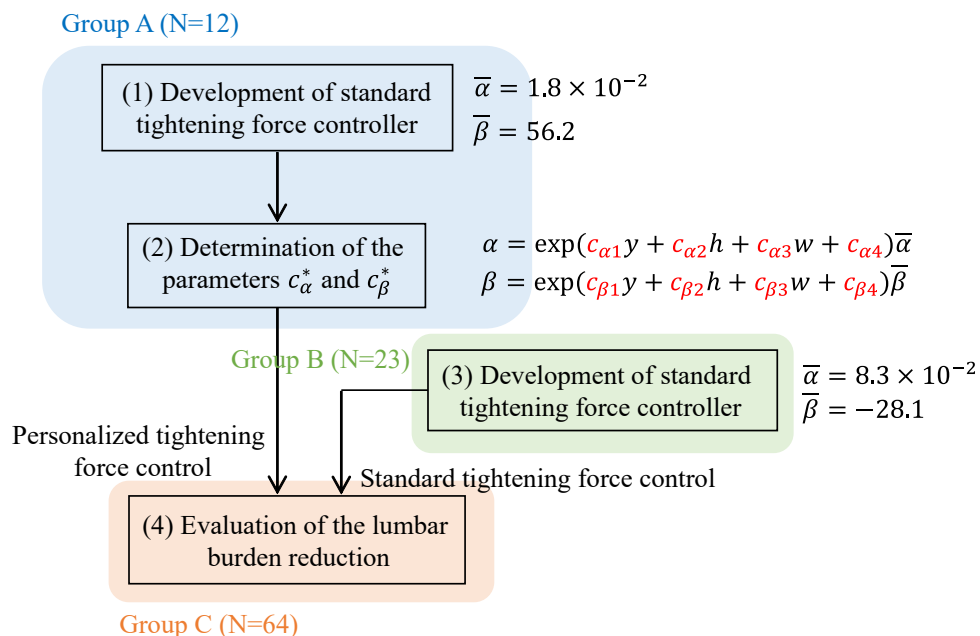 Group A (N=12)
(1) Development of standard
tightening force controller
α̅ = 1.8 × 10⁻²
β̅ = 56.2
(2) Determination of the
parameters c*α and c*β
α = exp(cα1y + cα2h + cα3w + cα4)α̅
β = exp(cβ1y + cβ2h + cβ3w + cβ4)β̅
Group B (N=23)
(3) Development of standard
tightening force controller
α̅ = 8.3 × 10⁻²
β̅ = −28.1
Personalized tightening
force control
Standard tightening force control
(4) Evaluation of the lumbar
burden reduction
Group C (N=64)